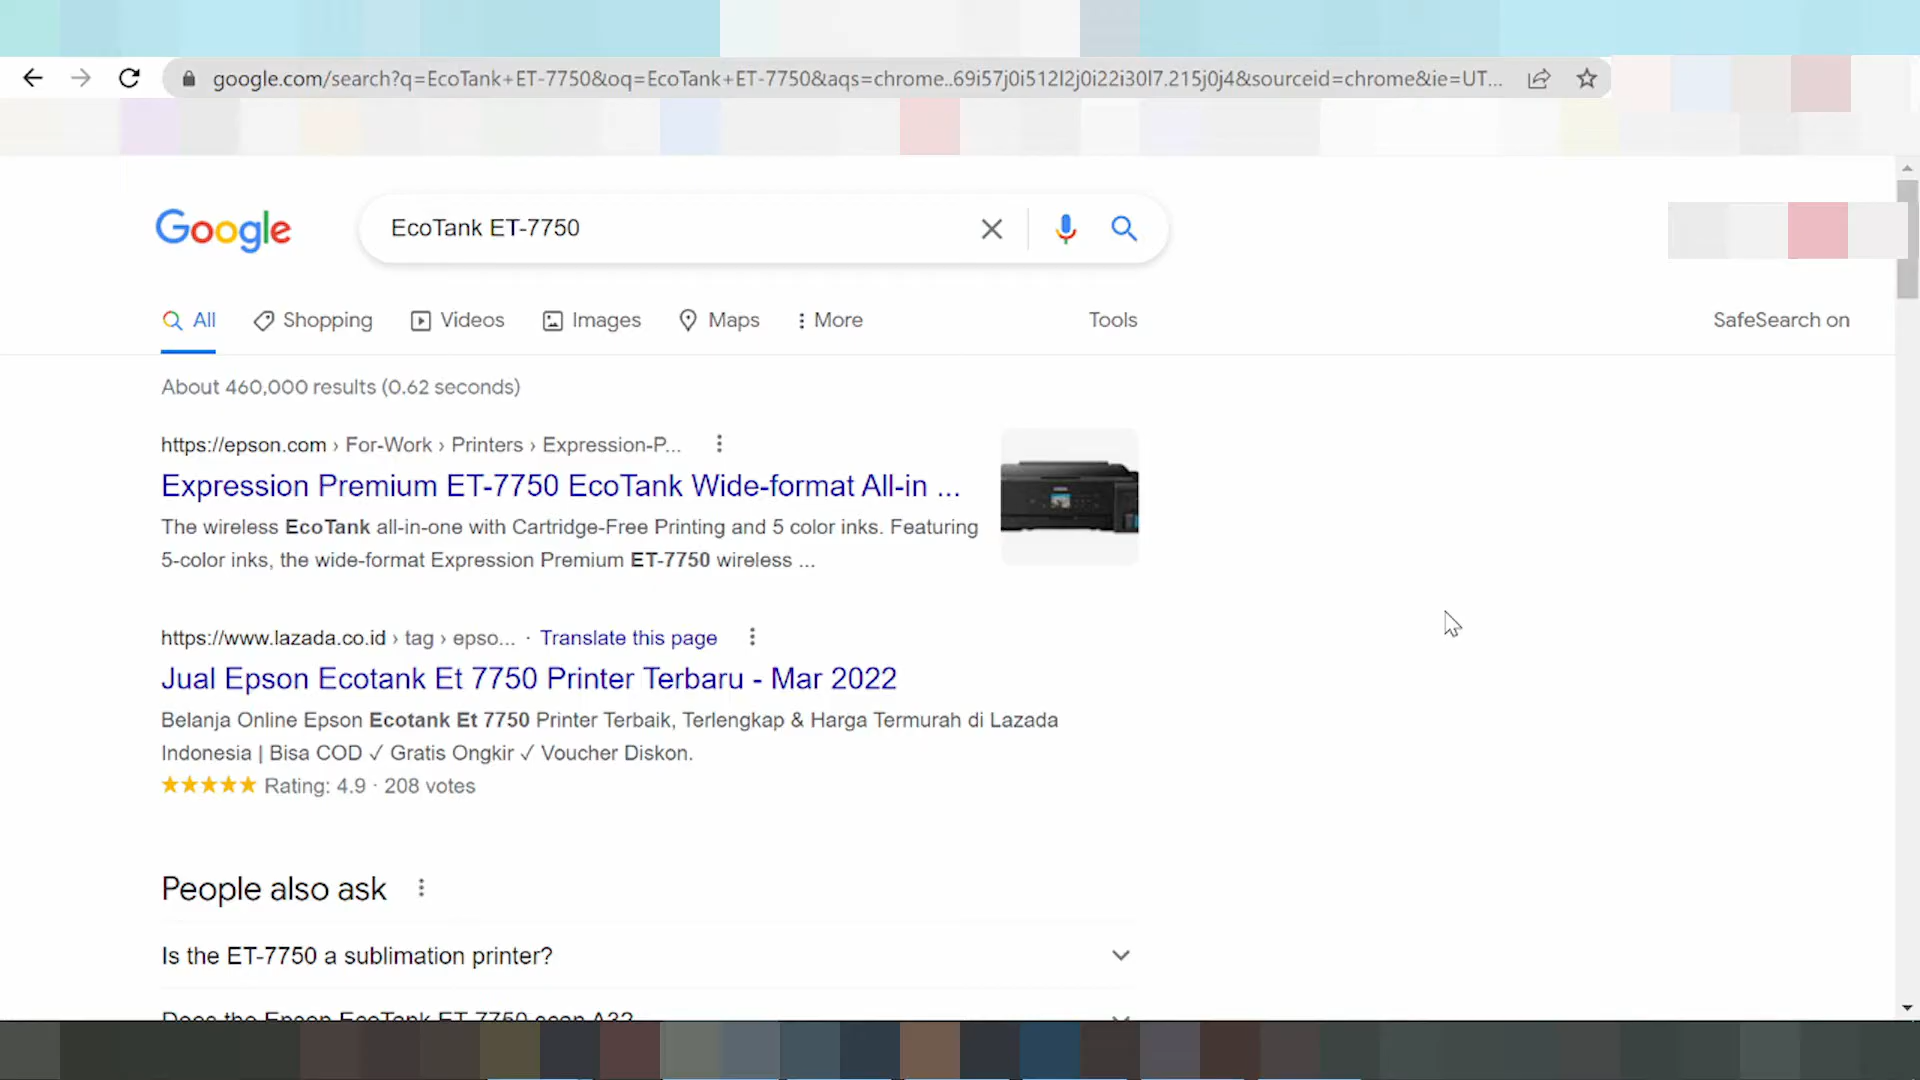 google.com/search?q=EcoTank+ET-7750&oq=EcoTank+ET-7750&aqs=chrome..69i57j0i512l2j0i22i30l7.215j0j4&sourceid=chrome&ie=UT...
Google
EcoTank ET-7750
All Shopping Videos Images Maps More Tools SafeSearch on
About 460,000 results (0.62 seconds)
https://epson.com › For-Work › Printers › Expression-P...
Expression Premium ET-7750 EcoTank Wide-format All-in ...
The wireless EcoTank all-in-one with Cartridge-Free Printing and 5 color inks. Featuring
5-color inks, the wide-format Expression Premium ET-7750 wireless ...
https://www.lazada.co.id › tag › epso... · Translate this page
Jual Epson Ecotank Et 7750 Printer Terbaru - Mar 2022
Belanja Online Epson Ecotank Et 7750 Printer Terbaik, Terlengkap & Harga Termurah di Lazada
Indonesia | Bisa COD ✓ Gratis Ongkir ✓ Voucher Diskon.
★★★★★ Rating: 4.9 · 208 votes
People also ask
Is the ET-7750 a sublimation printer?
Does the Epson EcoTank ET 7750 scan A3?